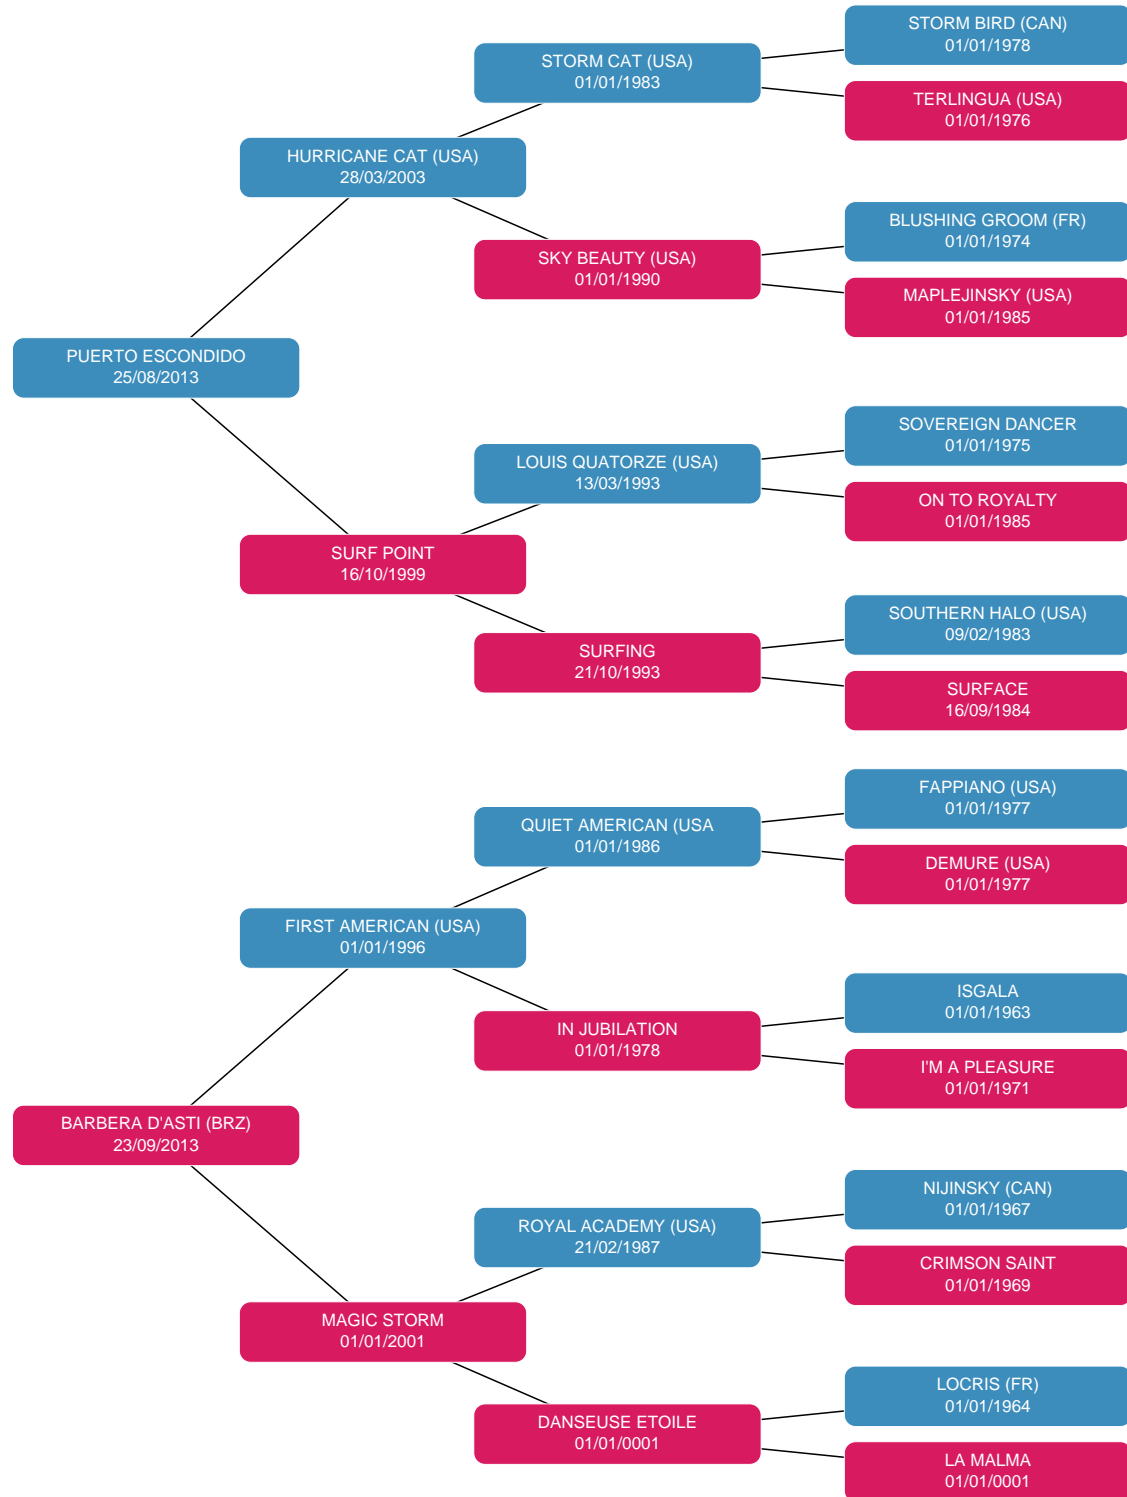 STORM BIRD (CAN)
01/01/1978
STORM CAT (USA)
01/01/1983
TERLINGUA (USA)
01/01/1976
HURRICANE CAT (USA)
28/03/2003
BLUSHING GROOM (FR)
01/01/1974
SKY BEAUTY (USA)
01/01/1990
MAPLEJINSKY (USA)
01/01/1985
PUERTO ESCONDIDO
25/08/2013
SOVEREIGN DANCER
01/01/1975
LOUIS QUATORZE (USA)
13/03/1993
ON TO ROYALTY
01/01/1985
SURF POINT
16/10/1999
SOUTHERN HALO (USA)
09/02/1983
SURFING
21/10/1993
SURFACE
16/09/1984
FAPPIANO (USA)
01/01/1977
QUIET AMERICAN (USA
01/01/1986
DEMURE (USA)
01/01/1977
FIRST AMERICAN (USA)
01/01/1996
ISGALA
01/01/1963
IN JUBILATION
01/01/1978
I'M A PLEASURE
01/01/1971
BARBERA D'ASTI (BRZ)
23/09/2013
NIJINSKY (CAN)
01/01/1967
ROYAL ACADEMY (USA)
21/02/1987
CRIMSON SAINT
01/01/1969
MAGIC STORM
01/01/2001
LOCRIS (FR)
01/01/1964
DANSEUSE ETOILE
01/01/0001
LA MALMA
01/01/0001